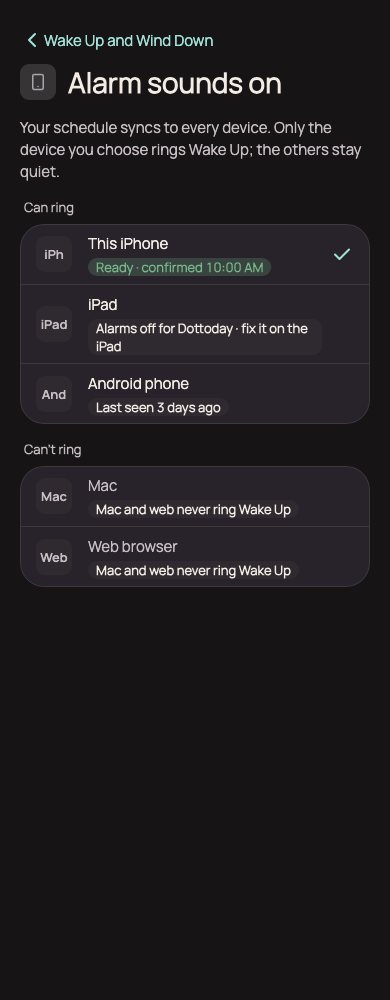 Wake Up and Wind Down
Alarm sounds on
Your schedule syncs to every device. Only the
device you choose rings Wake Up; the others stay
quiet.
Can ring
iPh
This iPhone
Ready · confirmed 10:00 AM
iPad
iPad
Alarms off for Dottoday · fix it on the
iPad
And
Android phone
Last seen 3 days ago
Can't ring
Mac
Mac
Mac and web never ring Wake Up
Web
Web browser
Mac and web never ring Wake Up